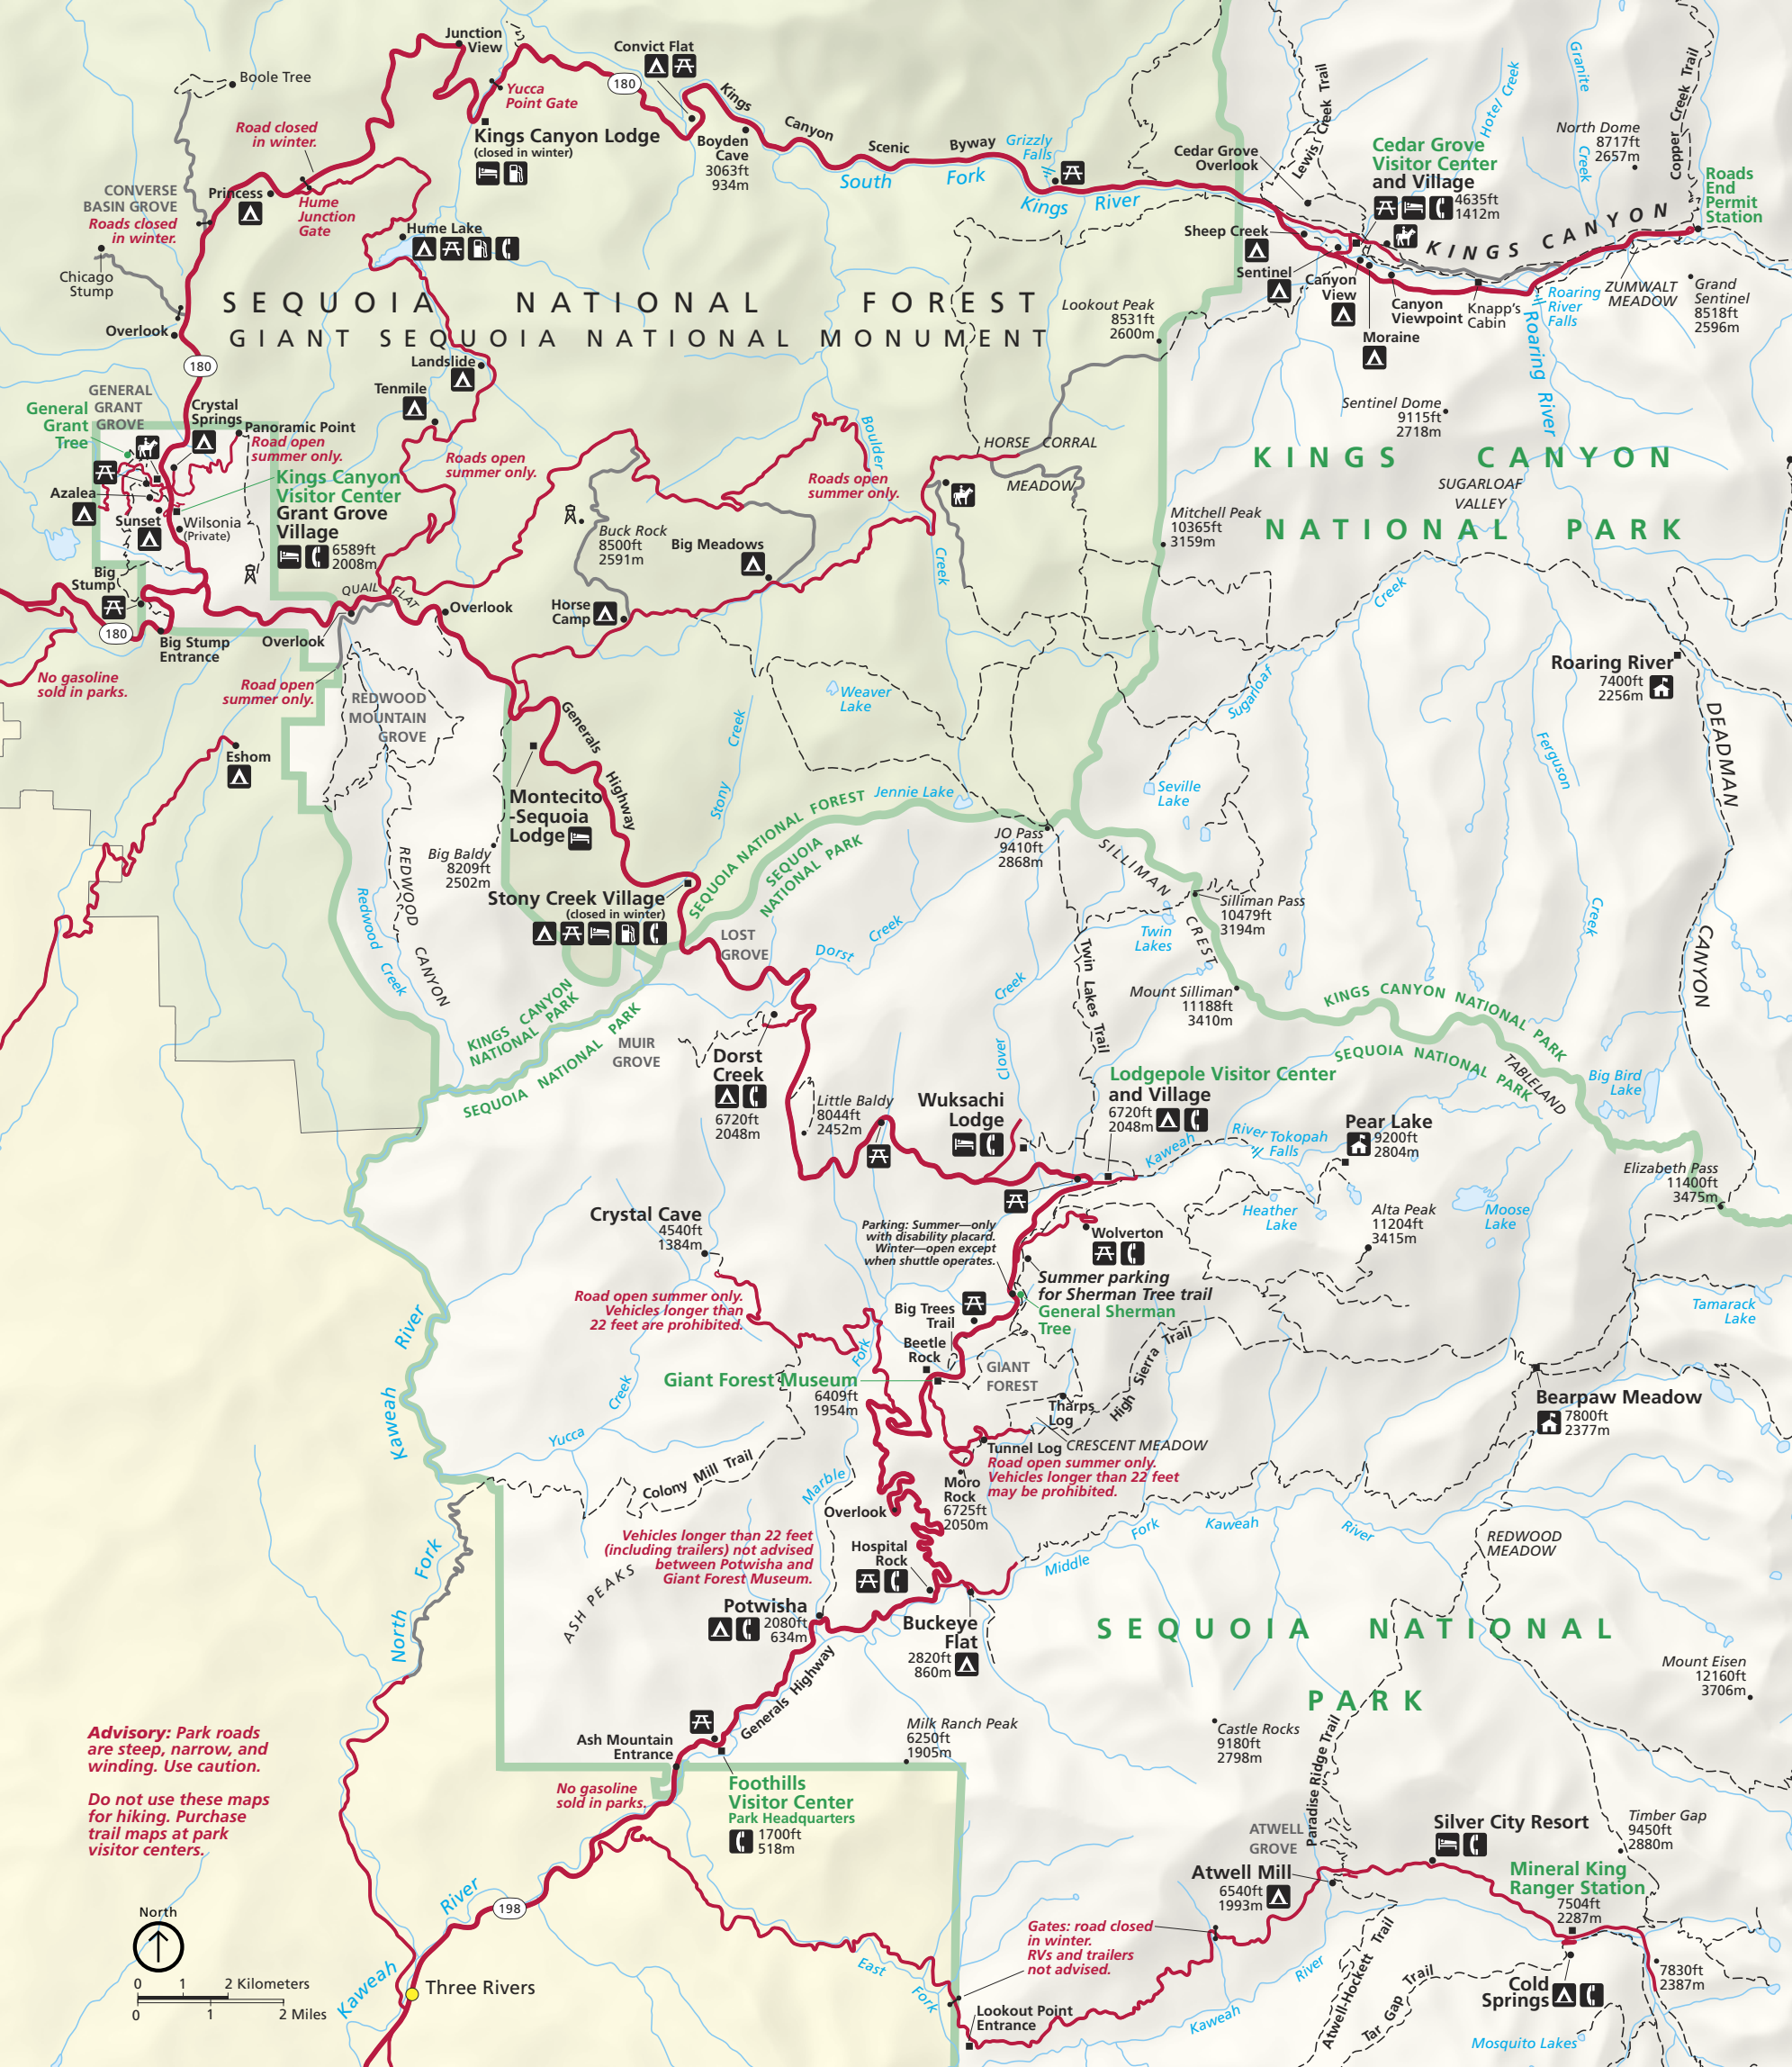 Junction
View
Convict Flat
180
Kings
Canyon
Scenic
Byway
Boole Tree
Yucca
Point Gate
Road closed
in winter.
Kings Canyon Lodge
(closed in winter)
Boyden
Cave
3063ft
934m
South
Fork
Kings
River
Grizzly
Falls
Cedar Grove
Overlook
Lewis Creek Trail
Hotel Creek
Granite
Creek
Copper Creek Trail
North Dome
8717ft
2657m
Cedar Grove
Visitor Center
and Village
4635ft
1412m
Roads
End
Permit
Station
KINGS CANYON
CONVERSE
BASIN GROVE
Roads closed
in winter.
Princess
Hume
Junction
Gate
Hume Lake
Chicago
Stump
Overlook
180
SEQUOIA NATIONAL FOREST
GIANT SEQUOIA NATIONAL MONUMENT
Lookout Peak
8531ft
2600m
Sheep Creek
Sentinel
Canyon
View
Moraine
Canyon
Viewpoint
Knapp's
Cabin
Roaring
River
Falls
ZUMWALT
MEADOW
Grand
Sentinel
8518ft
2596m
Roaring River
Sentinel Dome
9115ft
2718m
Landslide
Tenmile
GENERAL
GRANT
GROVE
General
Grant
Tree
Crystal
Springs
Panoramic Point
Road open
summer only.
Kings Canyon
Visitor Center
Grant Grove
Village
6589ft
2008m
Azalea
Sunset
Wilsonia
(Private)
Big
Stump
180
Big Stump
Entrance
Roads open
summer only.
Roads open
summer only.
Boulder
Creek
HORSE CORRAL
MEADOW
Buck Rock
8500ft
2591m
Big Meadows
Horse
Camp
KINGS CANYON
NATIONAL PARK
SUGARLOAF
VALLEY
Mitchell Peak
10365ft
3159m
QUAIL
FLAT
Overlook
Overlook
No gasoline
sold in parks.
Road open
summer only.
REDWOOD
MOUNTAIN
GROVE
Generals
Highway
Weaver
Lake
Stony
Creek
Sugarloaf
Creek
Roaring River
7400ft
2256m
DEADMAN
CANYON
Ferguson
Creek
Eshom
Montecito
-Sequoia
Lodge
Big Baldy
8209ft
2502m
REDWOOD
CANYON
Redwood
Creek
Jennie Lake
Seville
Lake
JO Pass
9410ft
2868m
SILLIMAN
CREST
SEQUOIA NATIONAL FOREST
SEQUOIA
NATIONAL PARK
Stony Creek Village
(closed in winter)
LOST
GROVE
Dorst
Creek
Silliman Pass
10479ft
3194m
Twin
Lakes
Twin Lakes Trail
Clover
Creek
Mount Silliman
11188ft
3410m
KINGS CANYON NATIONAL PARK
SEQUOIA NATIONAL PARK
TABLELAND
Big Bird
Lake
KINGS CANYON
NATIONAL PARK
SEQUOIA NATIONAL PARK
MUIR
GROVE
Dorst
Creek
6720ft
2048m
Little Baldy
8044ft
2452m
Wuksachi
Lodge
Lodgepole Visitor Center
and Village
6720ft
2048m
Kaweah
River
Tokopah
Falls
Pear Lake
9200ft
2804m
Elizabeth Pass
11400ft
3475m
Heather
Lake
Moose
Lake
Alta Peak
11204ft
3415m
Crystal Cave
4540ft
1384m
Parking: Summer—only
with disability placard.
Winter—open except
when shuttle operates.
Wolverton
Summer parking
for Sherman Tree trail
General Sherman
Tree
Road open summer only.
Vehicles longer than
22 feet are prohibited.
Big Trees
Trail
Beetle
Rock
Giant Forest Museum
6409ft
1954m
GIANT
FOREST
High Sierra Trail
Tamarack
Lake
Kaweah
River
Fork
Yucca
Creek
Tharps
Log
CRESCENT MEADOW
Tunnel Log
Road open summer only.
Vehicles longer than 22 feet
may be prohibited.
Bearpaw Meadow
7800ft
2377m
Colony Mill Trail
Marble
Overlook
Moro
Rock
6725ft
2050m
Vehicles longer than 22 feet
(including trailers) not advised
between Potwisha and
Giant Forest Museum.
Hospital
Rock
Middle
Fork
Kaweah
River
REDWOOD
MEADOW
ASH PEAKS
North
Fork
Potwisha
2080ft
634m
Buckeye
Flat
2820ft
860m
SEQUOIA NATIONAL
PARK
Mount Eisen
12160ft
3706m
Generals Highway
Ash Mountain
Entrance
Milk Ranch Peak
6250ft
1905m
Castle Rocks
9180ft
2798m
Paradise Ridge Trail
Advisory: Park roads
are steep, narrow, and
winding. Use caution.
Do not use these maps
for hiking. Purchase
trail maps at park
visitor centers.
No gasoline
sold in parks.
Foothills
Visitor Center
Park Headquarters
1700ft
518m
ATWELL
GROVE
Silver City Resort
Timber Gap
9450ft
2880m
Atwell Mill
6540ft
1993m
Mineral King
Ranger Station
7504ft
2287m
River
198
Kaweah
North
0 1 2 Kilometers
0 1 2 Miles
Three Rivers
East
Fork
Kaweah
River
Gates: road closed
in winter.
RVs and trailers
not advised.
Lookout Point
Entrance
Atwell-Hockett Trail
Tar Gap
Trail
Cold
Springs
7830ft
2387m
Mosquito Lakes